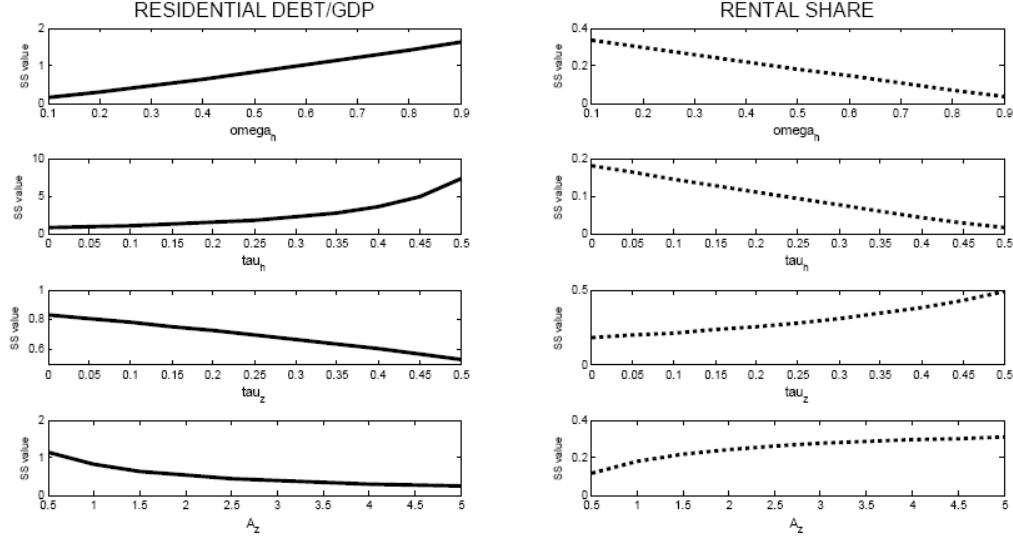 RESIDENTIAL DEBT/GDP
SS value
2
1
0
0.1 0.2 0.3 0.4 0.5 0.6 0.7 0.8 0.9
omega_h
SS value
10
5
0
0 0.05 0.1 0.15 0.2 0.25 0.3 0.35 0.4 0.45 0.5
tau_h
SS value
1
0.8
0.6
0 0.05 0.1 0.15 0.2 0.25 0.3 0.35 0.4 0.45 0.5
tau_z
SS value
2
1
0
0.5 1 1.5 2 2.5 3 3.5 4 4.5 5
A_z
RENTAL SHARE
SS value
0.4
0.2
0
0.1 0.2 0.3 0.4 0.5 0.6 0.7 0.8 0.9
omega_h
SS value
0.2
0.1
0
0 0.05 0.1 0.15 0.2 0.25 0.3 0.35 0.4 0.45 0.5
tau_h
SS value
0.5
0
0 0.05 0.1 0.15 0.2 0.25 0.3 0.35 0.4 0.45 0.5
tau_z
SS value
0.4
0.2
0
0.5 1 1.5 2 2.5 3 3.5 4 4.5 5
A_z